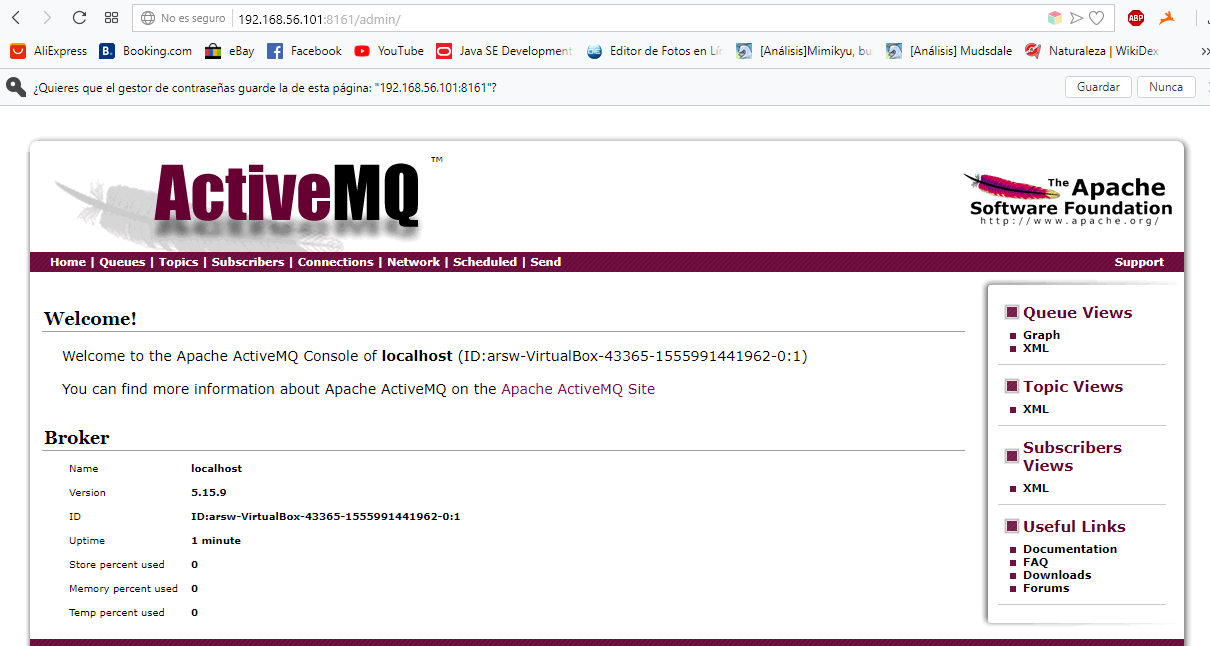 No es seguro 192.168.56.101:8161/admin/
ABP
AliExpress B. Booking.com eBay Facebook YouTube Java SE Development Editor de Fotos en Lín [Análisis]Mimikyu, bu [Análisis] Mudsdale Naturaleza | WikiDex »
¿Quieres que el gestor de contraseñas guarde la de esta página: "192.168.56.101:8161"? Guardar Nunca
ActiveMQ ™
The Apache
Software Foundation
http://www.apache.org/
Home | Queues | Topics | Subscribers | Connections | Network | Scheduled | Send Support
Welcome!
Welcome to the Apache ActiveMQ Console of localhost (ID:arsw-VirtualBox-43365-1555991441962-0:1)
You can find more information about Apache ActiveMQ on the Apache ActiveMQ Site
Broker
Name localhost
Version 5.15.9
ID ID:arsw-VirtualBox-43365-1555991441962-0:1
Uptime 1 minute
Store percent used 0
Memory percent used 0
Temp percent used 0
Queue Views
Graph
XML
Topic Views
XML
Subscribers
Views
XML
Useful Links
Documentation
FAQ
Downloads
Forums